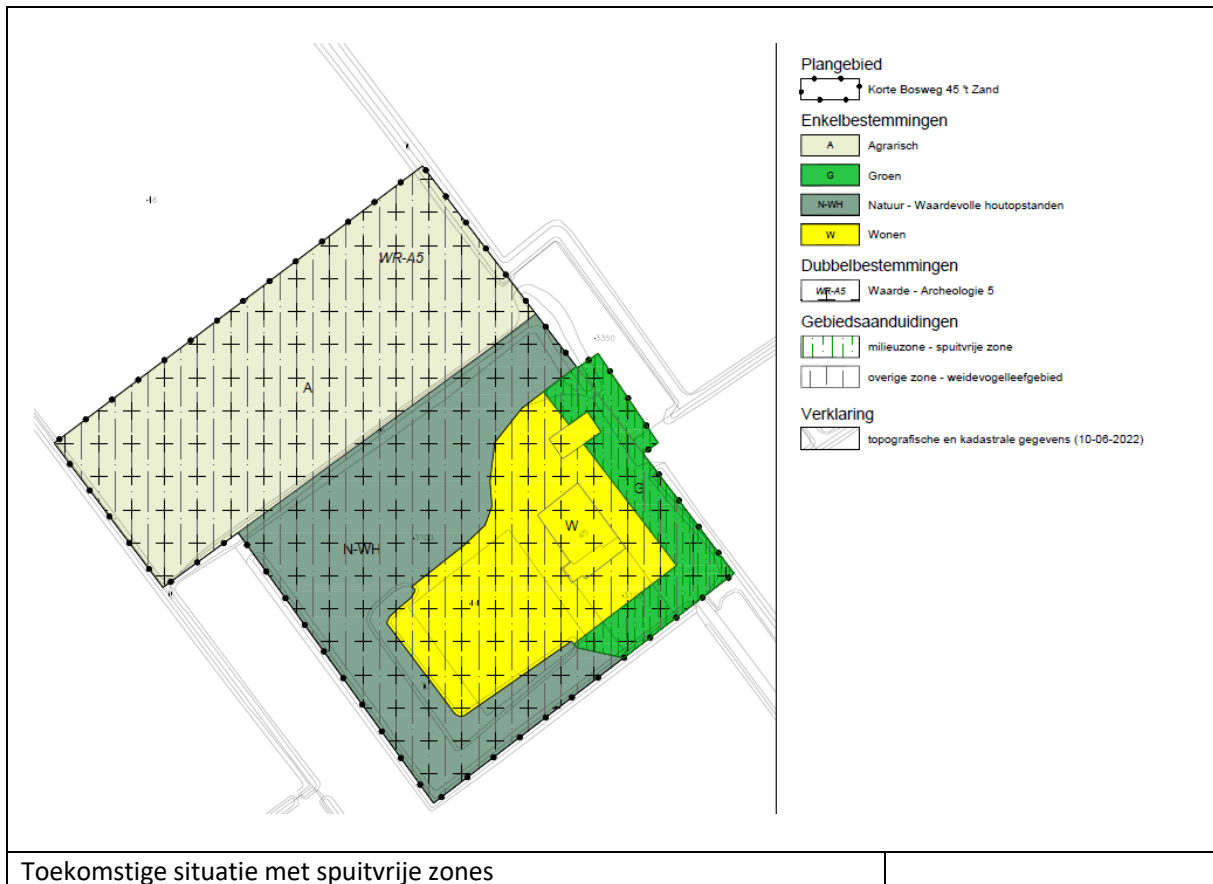 Plangebied
Korte Bosweg 45 't Zand
Enkelbestemmingen
A Agrarisch
G Groen
N-WH Natuur - Waardevolle houtopstanden
W Wonen
Dubbelbestemmingen
WR-A5 Waarde - Archeologie 5
Gebiedsaanduidingen
milieuzone - spuitvrije zone
overige zone - weidevogelleefgebied
Verklaring
topografische en kadastrale gegevens (10-06-2022)
WR-A5
3350
A
G
W
N-WH
Toekomstige situatie met spuitvrije zones